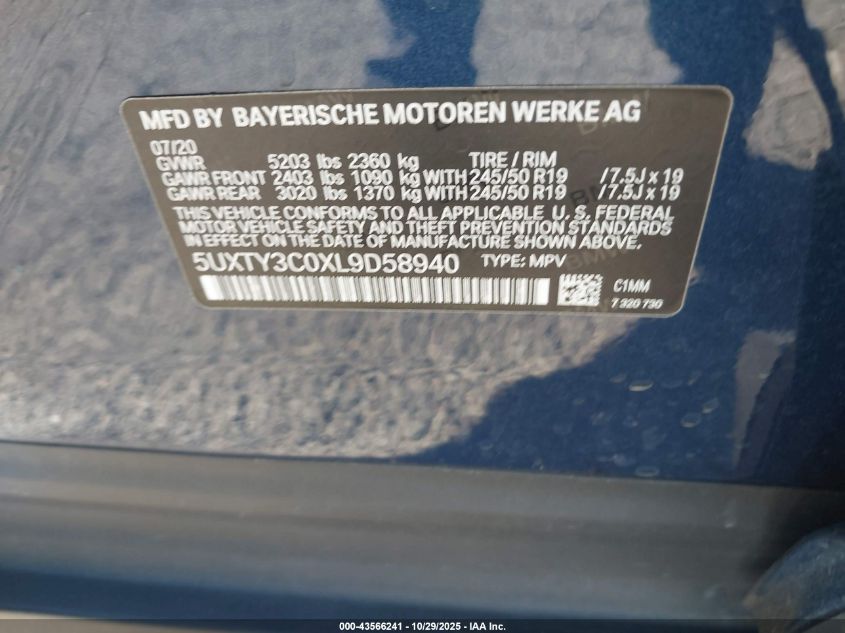 MFD BY BAYERISCHE MOTOREN WERKE AG
07/20
GVWR 5203 lbs 2360 kg TIRE / RIM
GAWR FRONT 2403 lbs 1090 kg WITH 245/50 R19 /7.5J x 19
GAWR REAR 3020 lbs 1370 kg WITH 245/50 R19 /7.5J x 19
THIS VEHICLE CONFORMS TO ALL APPLICABLE U. S. FEDERAL
MOTOR VEHICLE SAFETY AND THEFT PREVENTION STANDARDS
IN EFFECT ON THE DATE OF MANUFACTURE SHOWN ABOVE.
5UXTY3C0XL9D58940 TYPE: MPV
C1MM
7 320 730
000-43566241 | 10/29/2025 - IAA Inc.